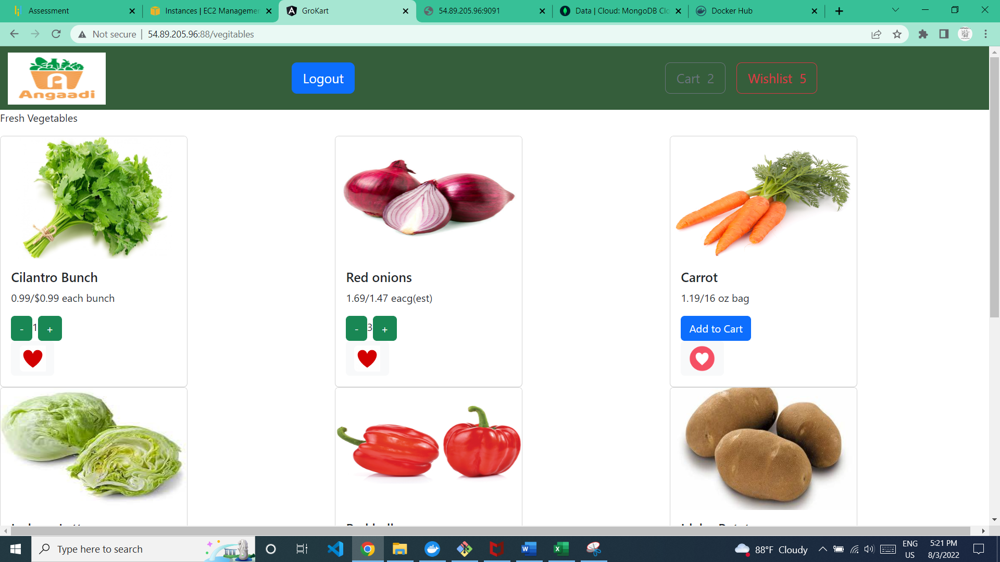 Assessment
Instances | EC2 Managemen
GroKart
54.89.205.96:9091
Data | Cloud: MongoDB Clo
Docker Hub
Not secure | 54.89.205.96:88/vegitables
Angaadi
Logout
Cart 2
Wishlist 5
Fresh Vegetables
Cilantro Bunch
0.99/$0.99 each bunch
- 1 +
Red onions
1.69/1.47 eacg(est)
- 3 +
Carrot
1.19/16 oz bag
Add to Cart
Type here to search
88°F Cloudy
ENG
US
5:21 PM
8/3/2022